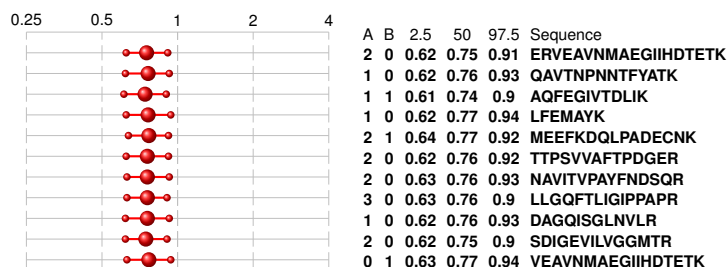 0.25 0.5 1 2 4
A B 2.5 50 97.5 Sequence
2 0 0.62 0.75 0.91 ERVEAVNMAEGIIHDTETK
1 0 0.62 0.76 0.93 QAVTNPNNTFYATK
1 1 0.61 0.74 0.9 AQFEGIVTDLIK
1 0 0.62 0.77 0.94 LFEMAYK
2 1 0.64 0.77 0.92 MEEFKDQLPADECNK
2 0 0.62 0.76 0.92 TTPSVVAFTPDGER
2 0 0.63 0.76 0.93 NAVITVPAYFNDSQR
3 0 0.63 0.76 0.9 LLGQFTLIGIPPAPR
1 0 0.62 0.76 0.93 DAGQISGLNVLR
2 0 0.62 0.75 0.9 SDIGEVILVGGMTR
0 1 0.63 0.77 0.94 VEAVNMAEGIIHDTETK